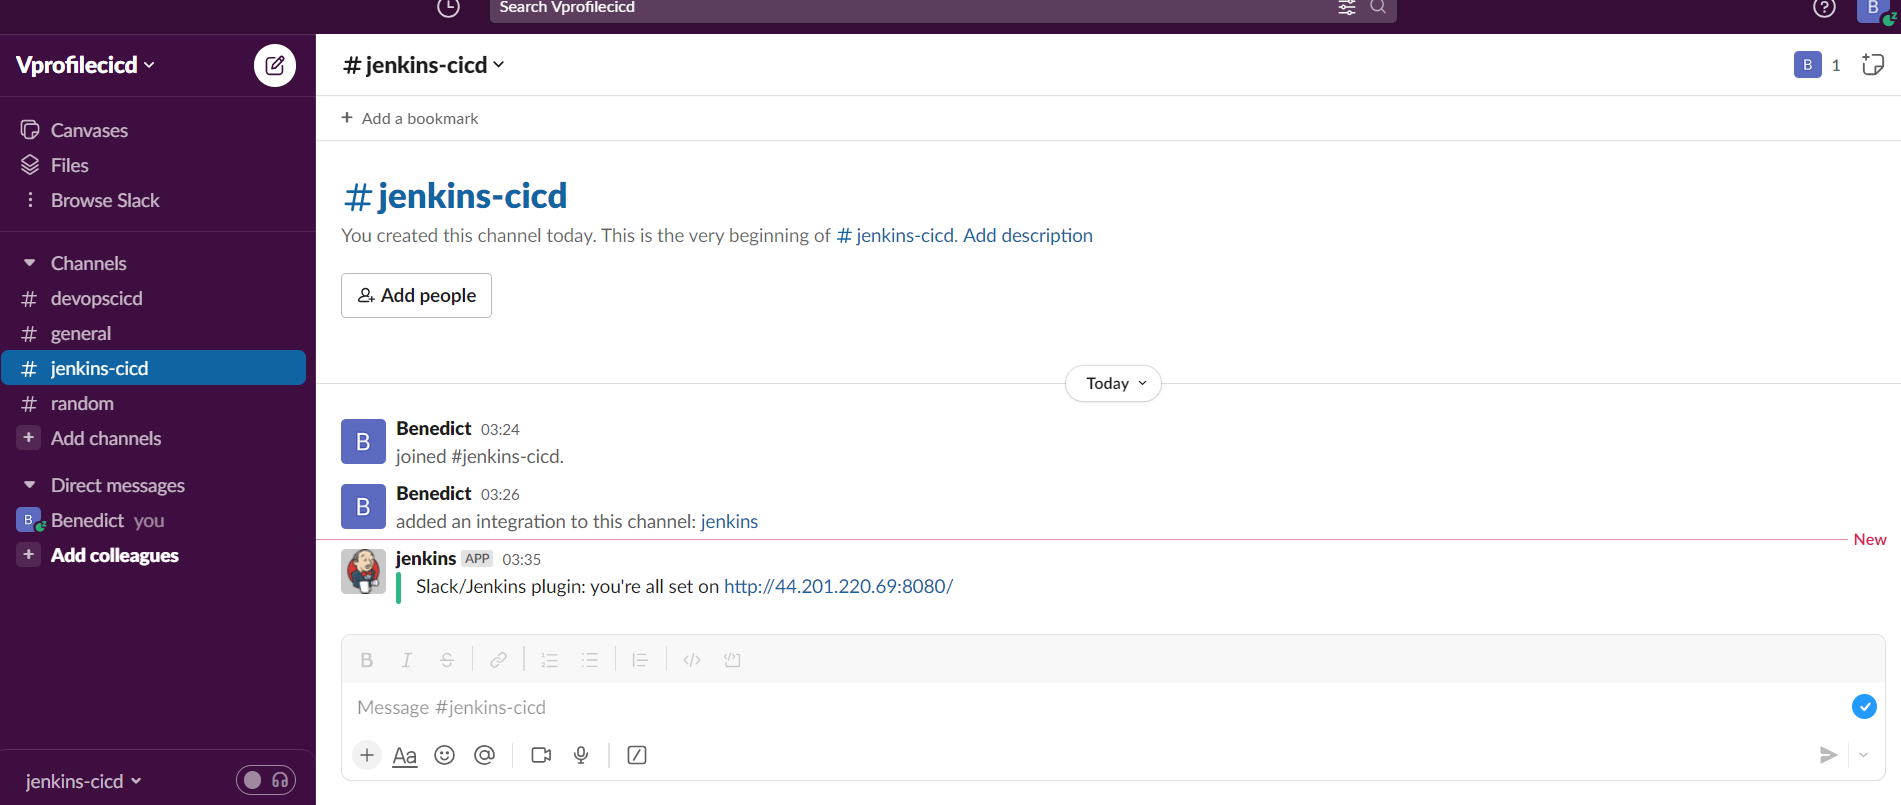 Search Vprofilecicd
B
Vprofilecicd
Canvases
Files
Browse Slack
Channels
# devopscicd
# general
# jenkins-cicd
# random
+ Add channels
Direct messages
B Benedict you
+ Add colleagues
jenkins-cicd
# jenkins-cicd
B 1
+ Add a bookmark
# jenkins-cicd
You created this channel today. This is the very beginning of # jenkins-cicd. Add description
Add people
Today
B
Benedict 03:24
joined #jenkins-cicd.
B
Benedict 03:26
added an integration to this channel: jenkins
New
jenkins APP 03:35
Slack/Jenkins plugin: you're all set on http://44.201.220.69:8080/
B I S
Message #jenkins-cicd
+ Aa @